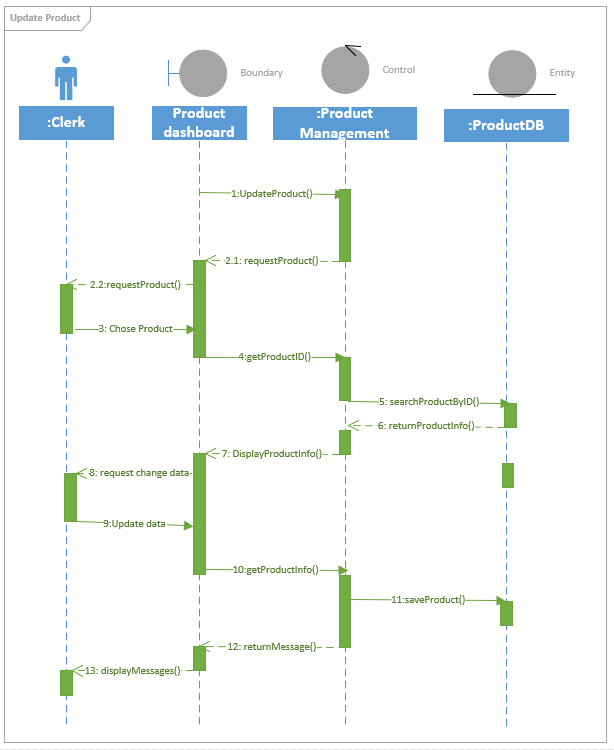 Update Product
Boundary
Control
Entity
:Clerk
Product
dashboard
:Product
Management
:ProductDB
1:UpdateProduct()
2.1: requestProduct()
2.2:requestProduct()
3: Chose Product
4:getProductID()
5: searchProductByID()
6: returnProductInfo()
7: DisplayProductInfo()
8: request change data
9:Update data
10:getProductInfo()
11:saveProduct()
12: returnMessage()
13: displayMessages()